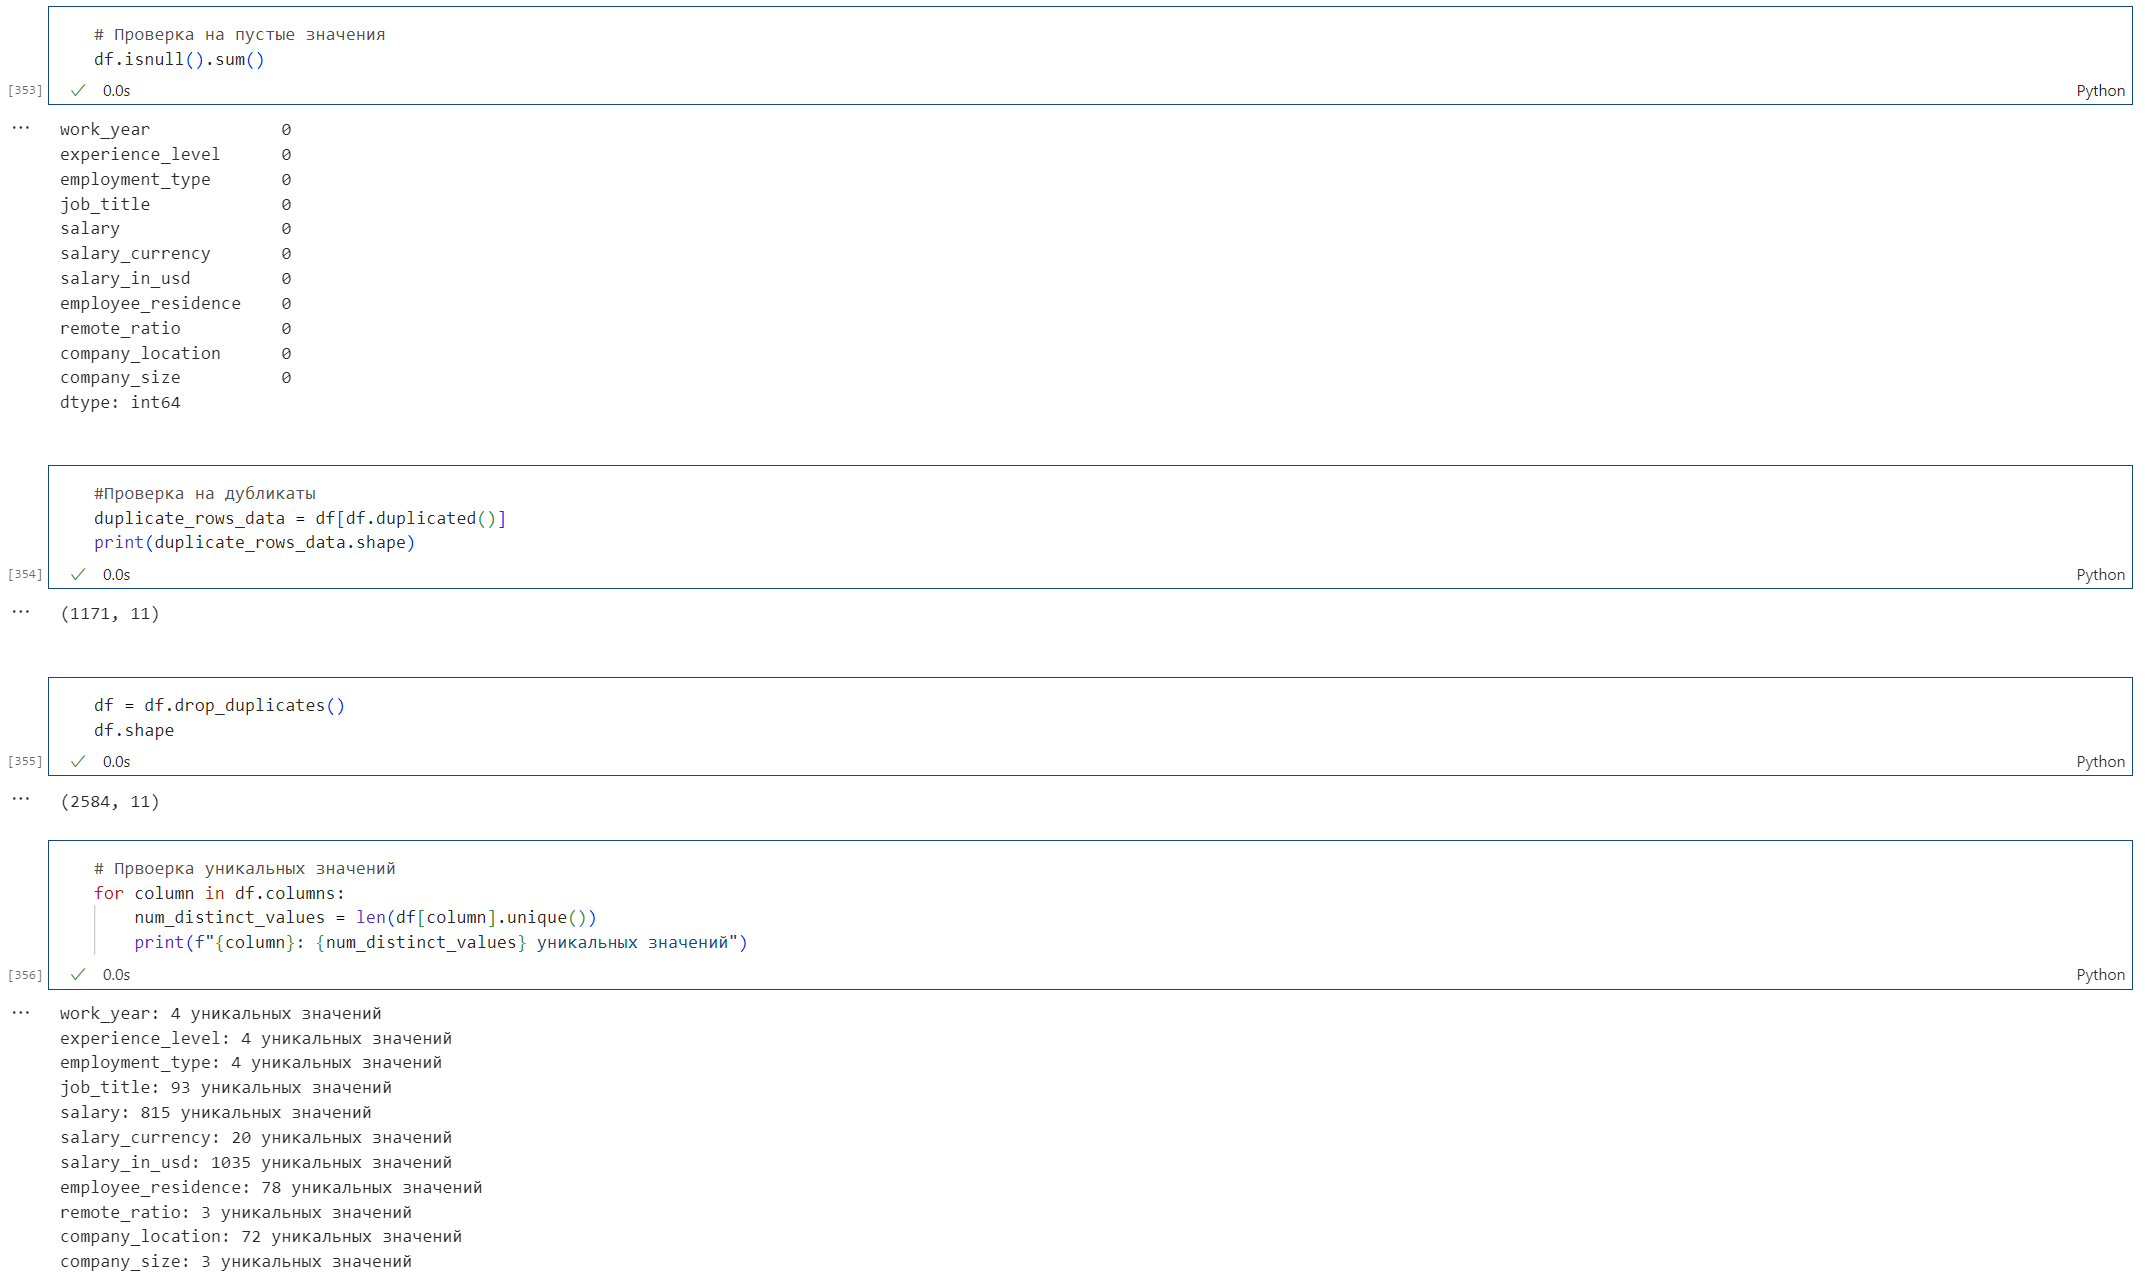 # Проверка на пустые значения
df.isnull().sum()
[353] ✓ 0.0s Python
... work_year 0
experience_level 0
employment_type 0
job_title 0
salary 0
salary_currency 0
salary_in_usd 0
employee_residence 0
remote_ratio 0
company_location 0
company_size 0
dtype: int64
#Проверка на дубликаты
duplicate_rows_data = df[df.duplicated()]
print(duplicate_rows_data.shape)
[354] ✓ 0.0s Python
... (1171, 11)
df = df.drop_duplicates()
df.shape
[355] ✓ 0.0s Python
... (2584, 11)
# Првоерка уникальных значений
for column in df.columns:
    num_distinct_values = len(df[column].unique())
    print(f"{column}: {num_distinct_values} уникальных значений")
[356] ✓ 0.0s Python
... work_year: 4 уникальных значений
experience_level: 4 уникальных значений
employment_type: 4 уникальных значений
job_title: 93 уникальных значений
salary: 815 уникальных значений
salary_currency: 20 уникальных значений
salary_in_usd: 1035 уникальных значений
employee_residence: 78 уникальных значений
remote_ratio: 3 уникальных значений
company_location: 72 уникальных значений
company_size: 3 уникальных значений